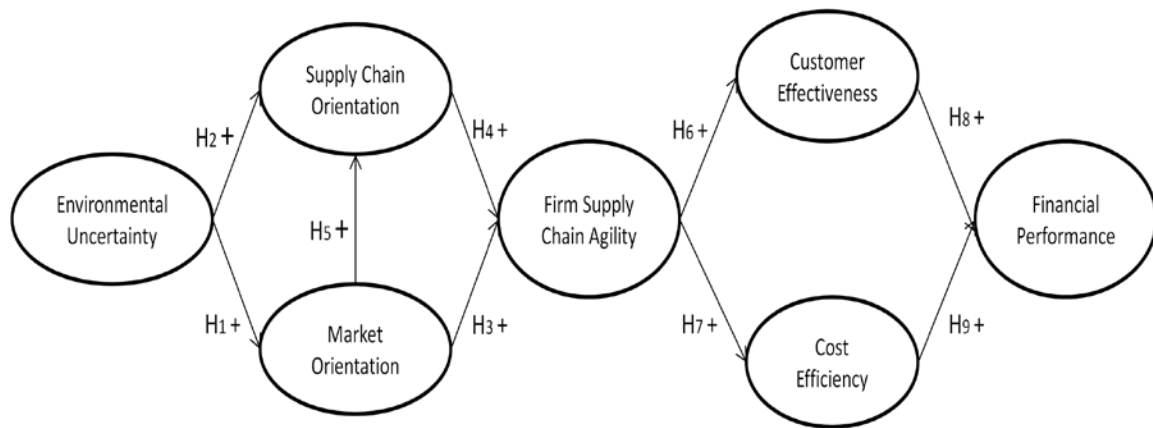 Supply Chain
Orientation
Customer
Effectiveness
H2 +
H4 +
H6 +
H8 +
Environmental
Uncertainty
H5 +
Firm Supply
Chain Agility
Financial
Performance
H1 +
H3 +
H7 +
H9 +
Market
Orientation
Cost
Efficiency